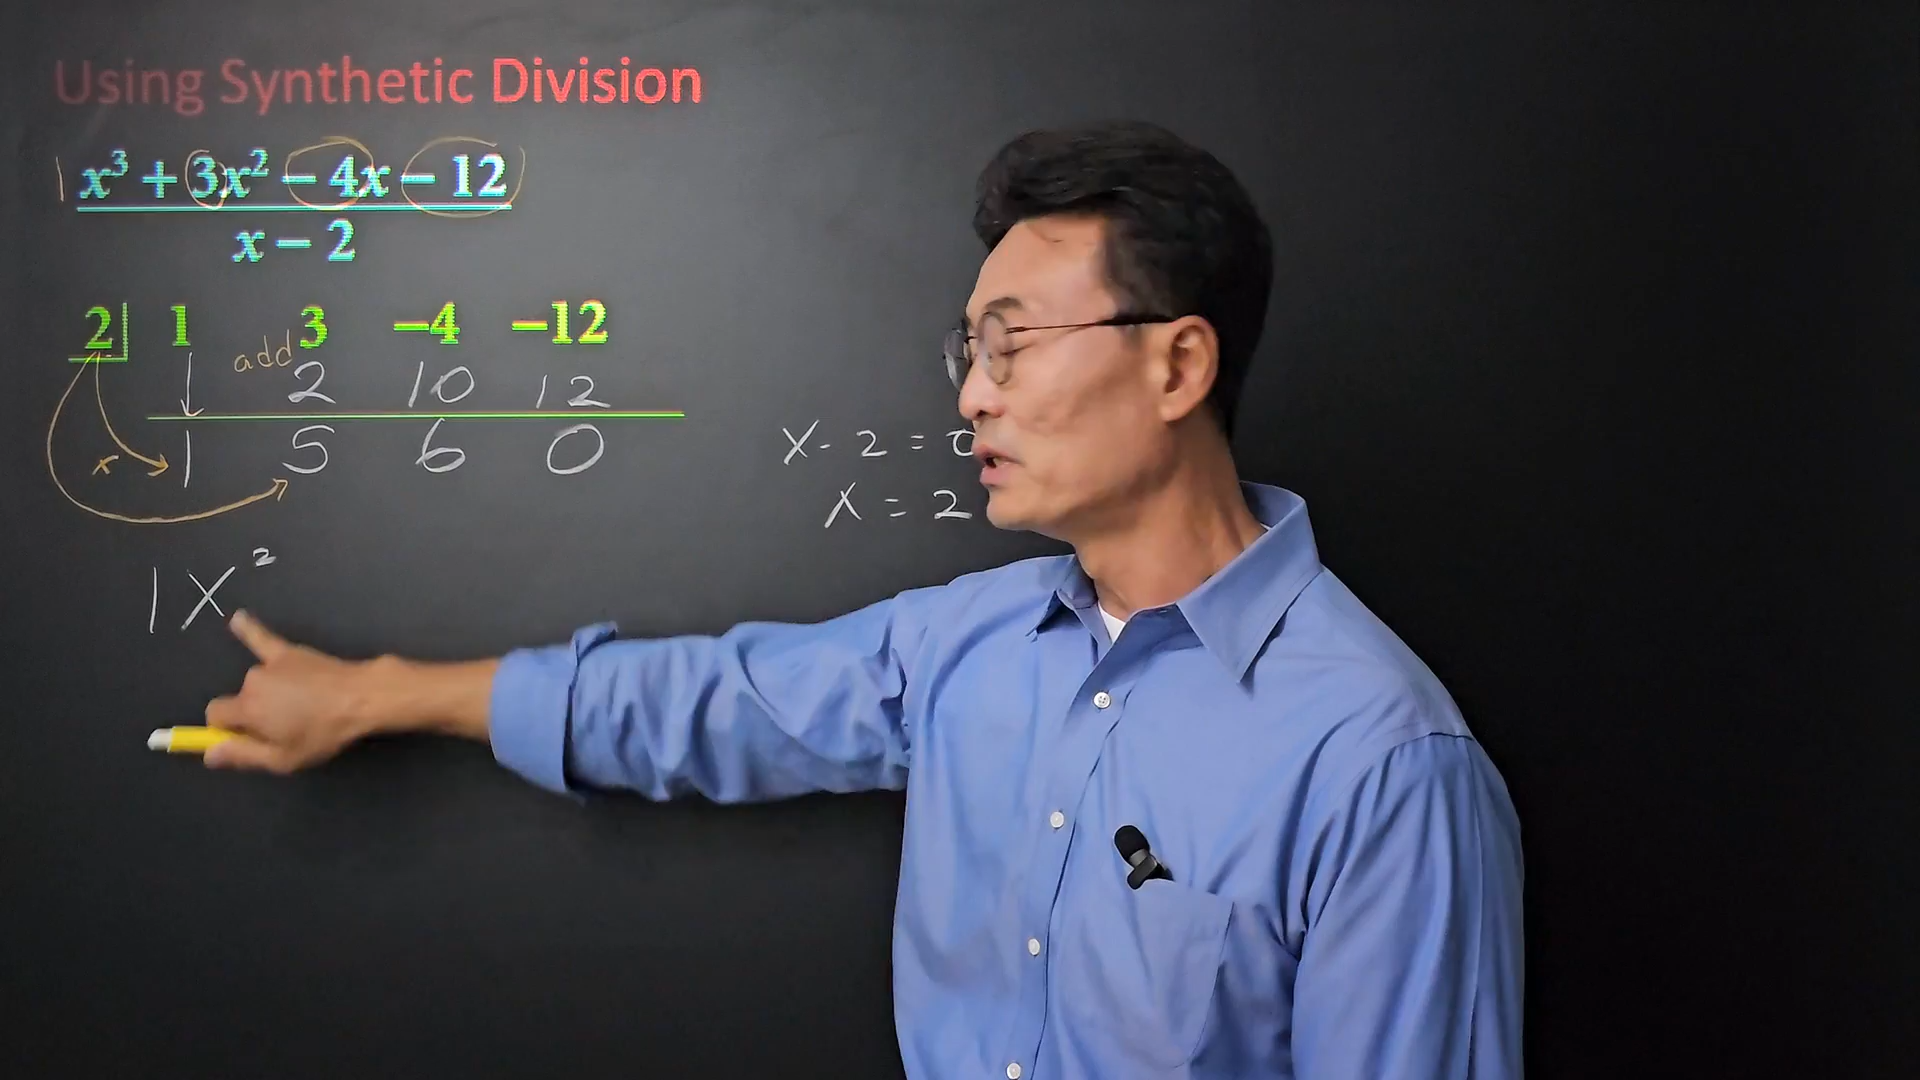 Using Synthetic Division
1 x³ + 3x² − 4x − 12
x − 2
2 1 3 −4 −12
add
2 10 12
x 1 5 6 0
x - 2 = 0
x = 2
1x²